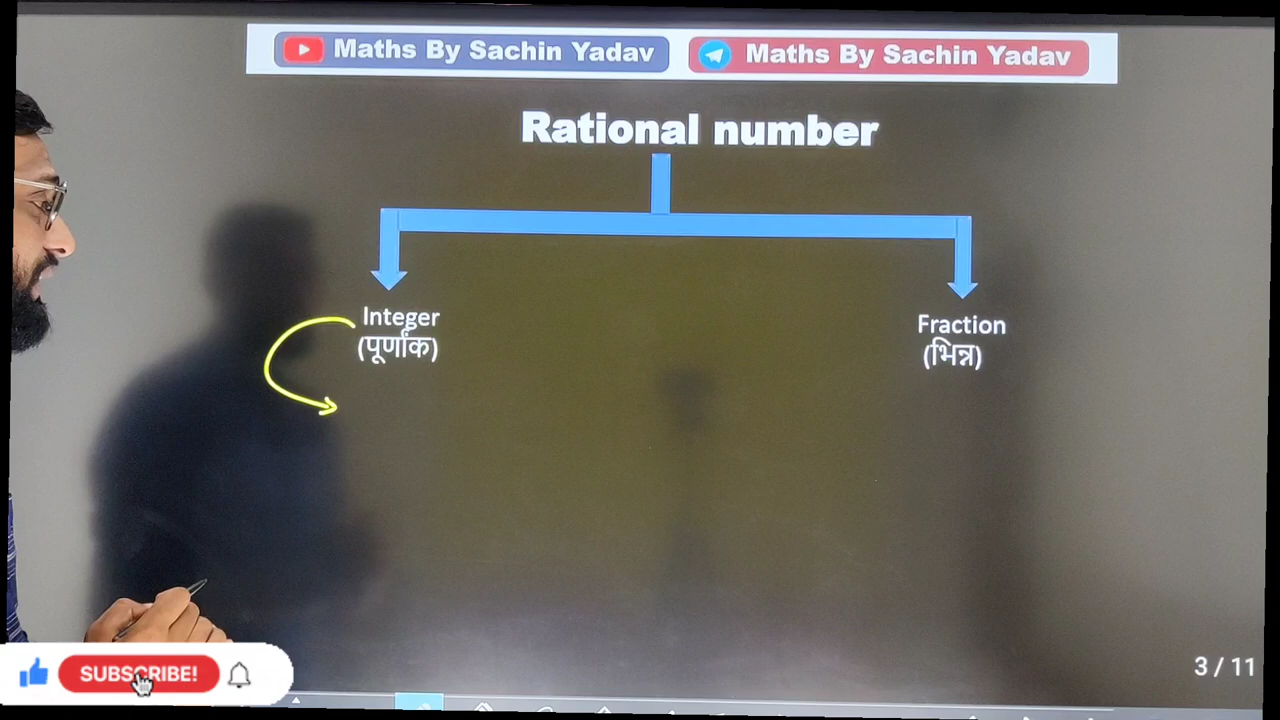 Maths By Sachin Yadav
Maths By Sachin Yadav
Rational number
Integer
(पूर्णांक)
Fraction
(भिन्न)
SUBSCRIBE!
3 / 11